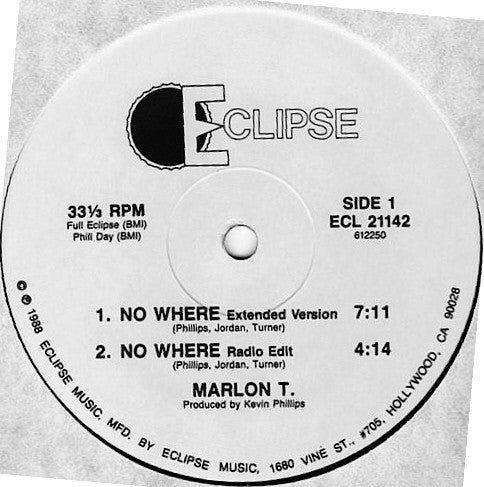 ECLIPSE
33⅓ RPM
Full Eclipse (BMI)
Phill Day (BMI)
SIDE 1
ECL 21142
612250
1. NO WHERE Extended Version 7:11
(Phillips, Jordan, Turner)
2. NO WHERE Radio Edit 4:14
(Phillips, Jordan, Turner)
MARLON T.
Produced by Kevin Phillips
© ℗ 1988 ECLIPSE MUSIC. MFD. BY ECLIPSE MUSIC, 1680 VINE ST., #705, HOLLYWOOD, CA 90028